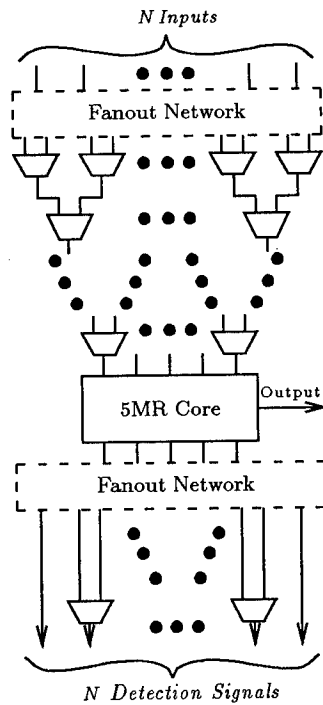 N Inputs
Fanout Network
5MR Core
Output
Fanout Network
N Detection Signals